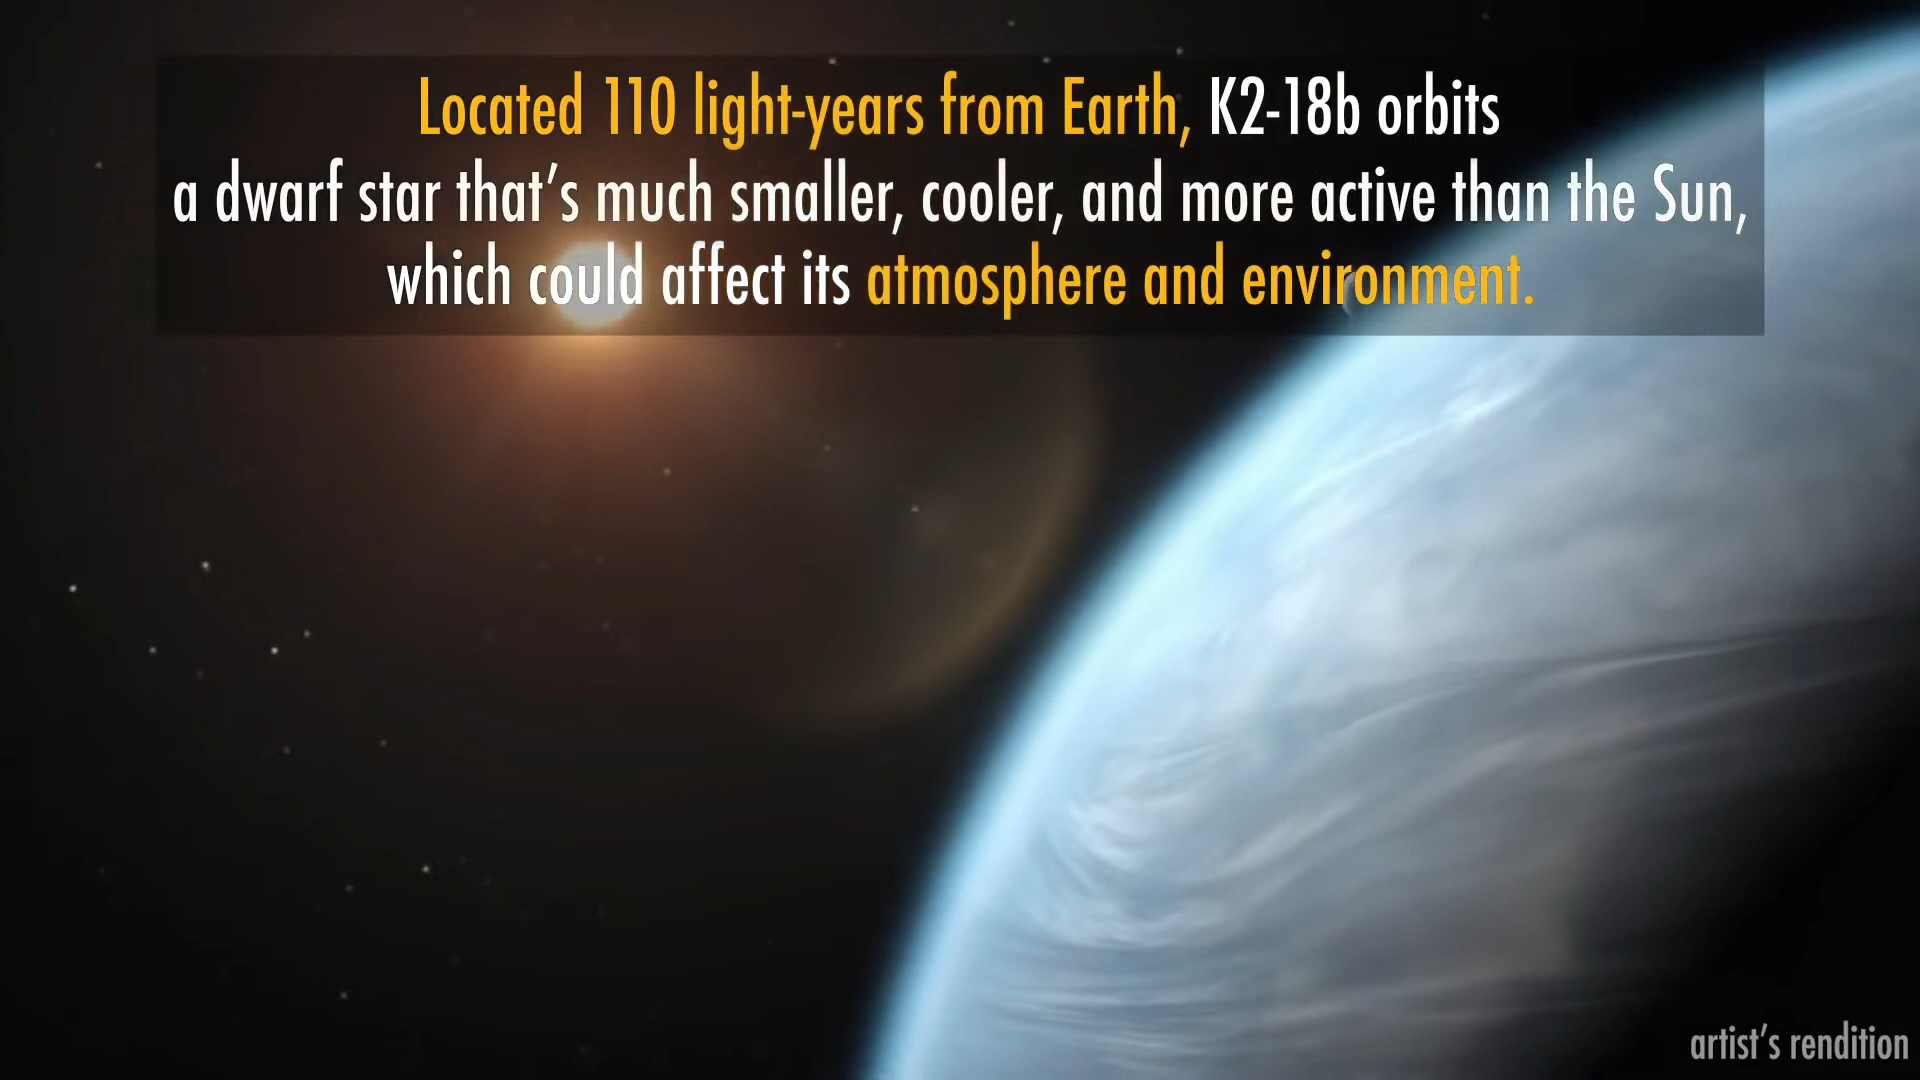 Located 110 light-years from Earth, K2-18b orbits
a dwarf star that’s much smaller, cooler, and more active than the Sun,
which could affect its atmosphere and environment.
artist’s rendition